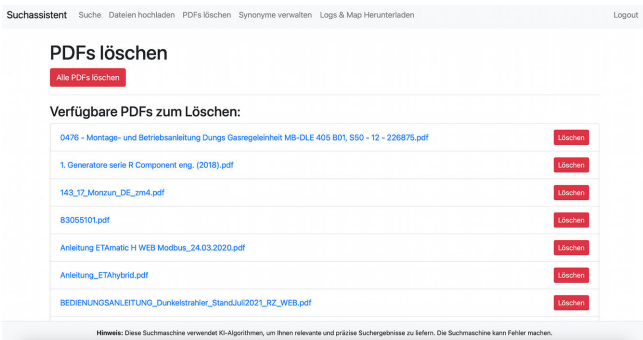 Suchassistent Suche Dateien hochladen PDFs löschen Synonyme verwalten Logs & Map Herunterladen Logout
PDFs löschen
Alle PDFs löschen
Verfügbare PDFs zum Löschen:
0476 - Montage- und Betriebsanleitung Dungs Gasregeleinheit MB-DLE 405 B01, S50 - 12 - 226875.pdf Löschen
1. Generatore serie R Component eng. (2018).pdf Löschen
143_17_Monzun_DE_zm4.pdf Löschen
83055101.pdf Löschen
Anleitung ETAmatic H WEB Modbus_24.03.2020.pdf Löschen
Anleitung_ETAhybrid.pdf Löschen
BEDIENUNGSANLEITUNG_Dunkelstrahler_StandJuli2021_RZ_WEB.pdf Löschen
Hinweis: Diese Suchmaschine verwendet KI-Algorithmen, um Ihnen relevante und präzise Suchergebnisse zu liefern. Die Suchmaschine kann Fehler machen.